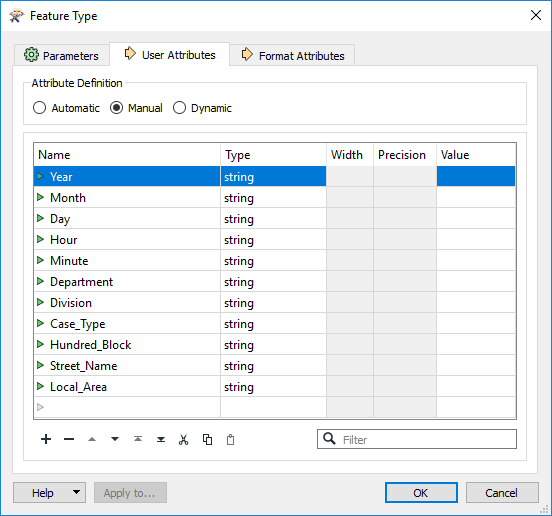 Feature Type
Parameters User Attributes Format Attributes
Attribute Definition
Automatic Manual Dynamic
Name Type Width Precision Value
Year string
Month string
Day string
Hour string
Minute string
Department string
Division string
Case_Type string
Hundred_Block string
Street_Name string
Local_Area string
Filter
Help Apply to... OK Cancel